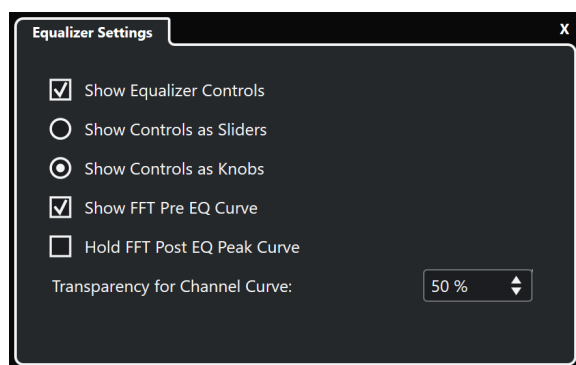 Equalizer Settings X
Show Equalizer Controls
Show Controls as Sliders
Show Controls as Knobs
Show FFT Pre EQ Curve
Hold FFT Post EQ Peak Curve
Transparency for Channel Curve: 50 %